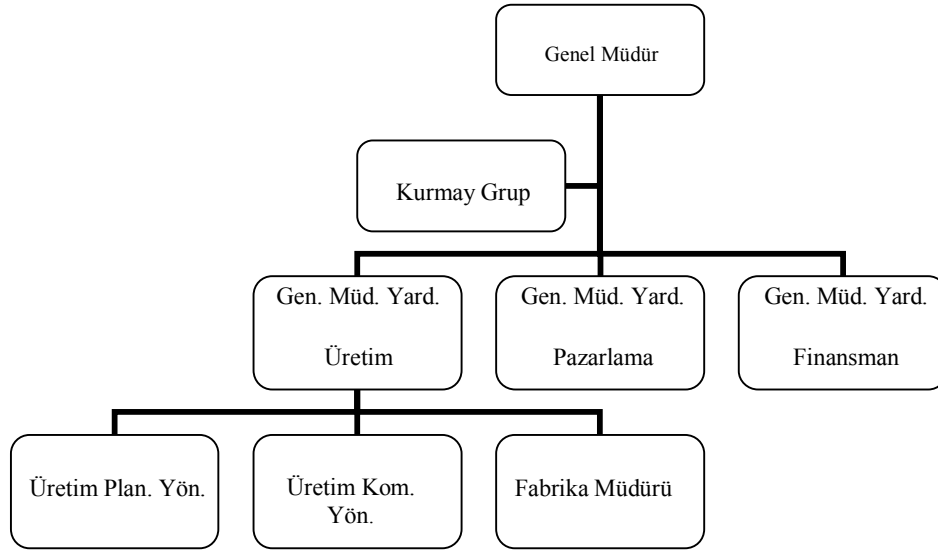 Genel Müdür
Kurmay Grup
Gen. Müd. Yard.
Üretim
Gen. Müd. Yard.
Pazarlama
Gen. Müd. Yard.
Finansman
Üretim Plan. Yön.
Üretim Kom.
Yön.
Fabrika Müdürü